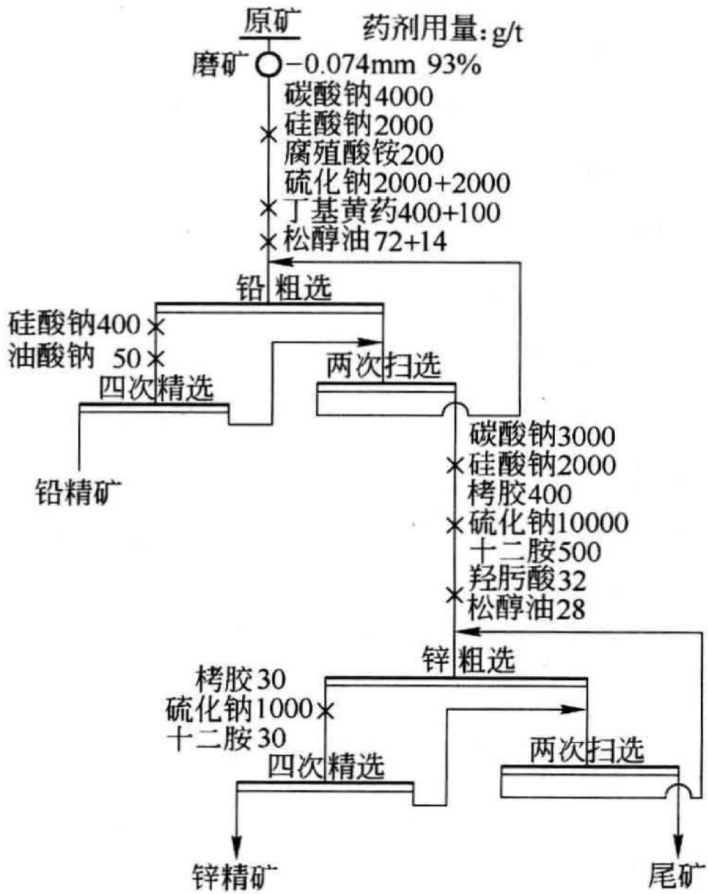 原矿
药剂用量:g/t
磨矿
-0.074mm 93%
碳酸钠4000
硅酸钠2000
腐殖酸铵200
硫化钠2000+2000
丁基黄药400+100
松醇油72+14
铅粗选
硅酸钠400
油酸钠 50
两次扫选
四次精选
铅精矿
碳酸钠3000
硅酸钠2000
栲胶400
硫化钠10000
十二胺500
羟肟酸32
松醇油28
锌粗选
栲胶30
硫化钠1000
十二胺30
两次扫选
四次精选
锌精矿
尾矿